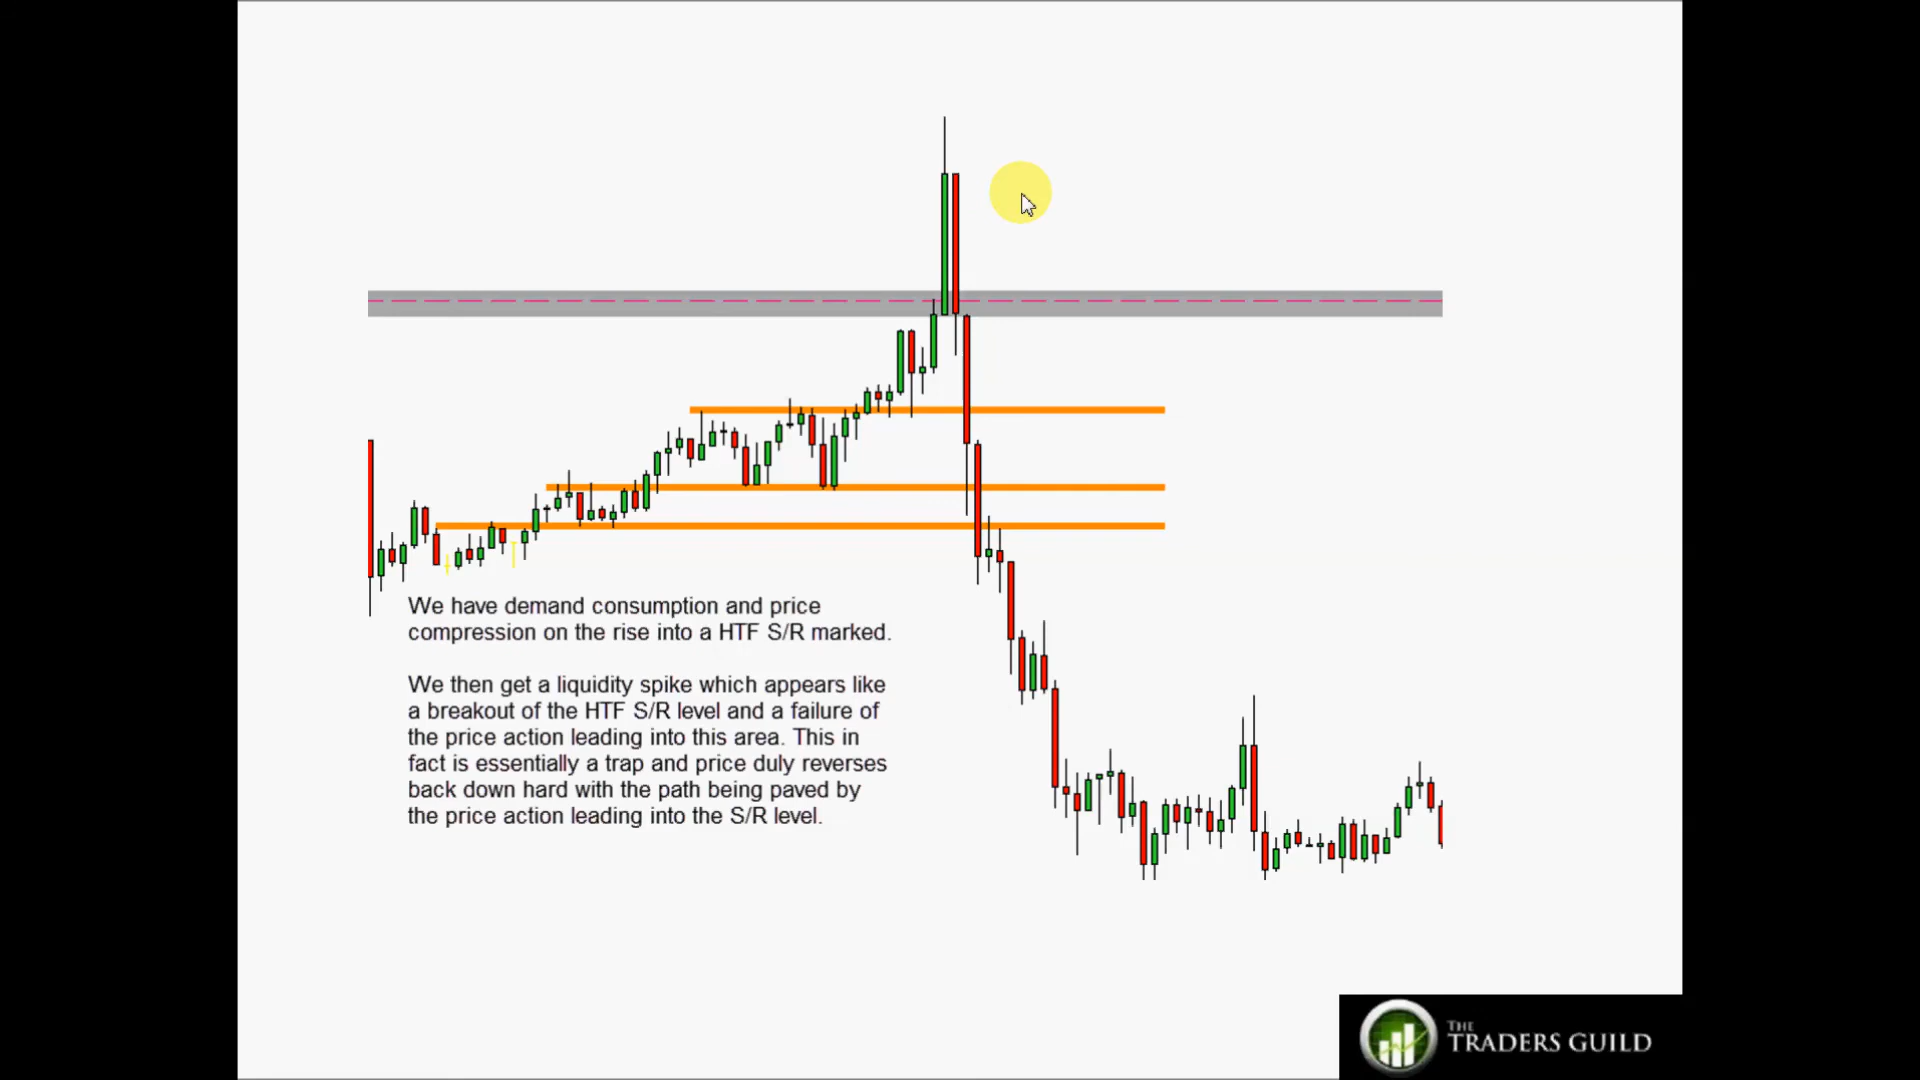 We have demand consumption and price
compression on the rise into a HTF S/R marked.
We then get a liquidity spike which appears like
a breakout of the HTF S/R level and a failure of
the price action leading into this area. This in
fact is essentially a trap and price duly reverses
back down hard with the path being paved by
the price action leading into the S/R level.
THE
TRADERS GUILD